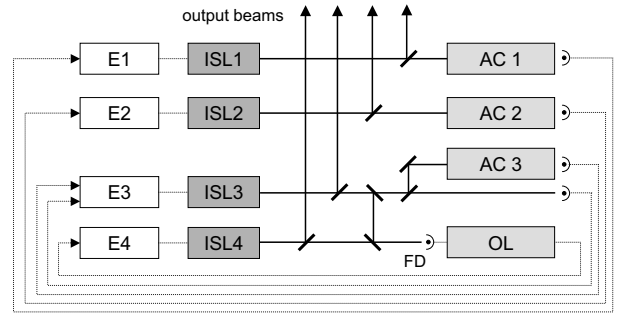 output beams
E1 ISL1 AC 1
E2 ISL2 AC 2
AC 3
E3 ISL3
E4 ISL4 OL
FD